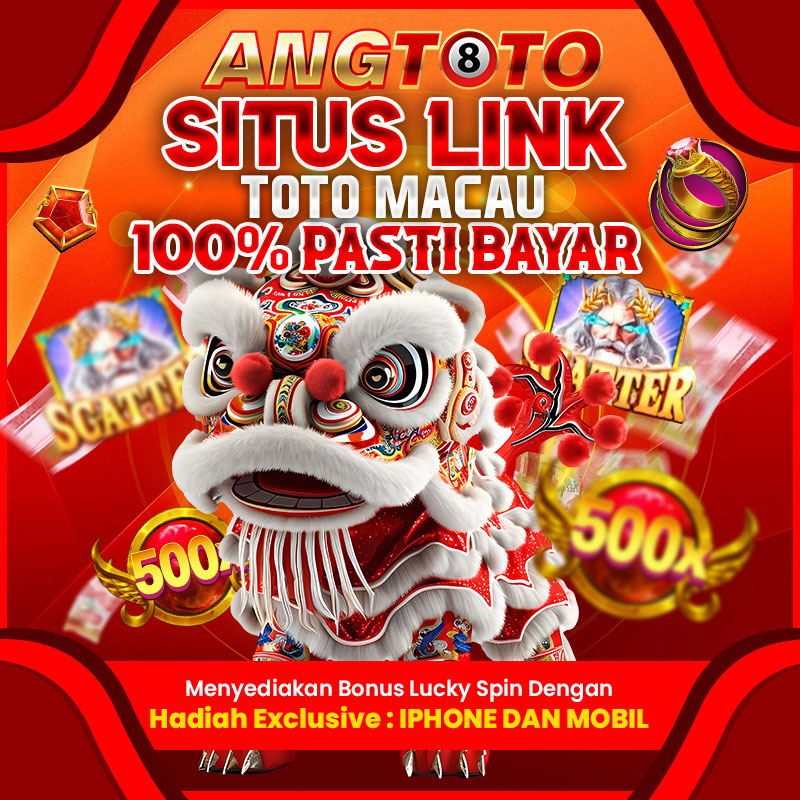 ANGT8TO
SITUS LINK
TOTO MACAU
100% PASTI BAYAR
SCATTER
SCATTER
500x
500x
Menyediakan Bonus Lucky Spin Dengan
Hadiah Exclusive : IPHONE DAN MOBIL